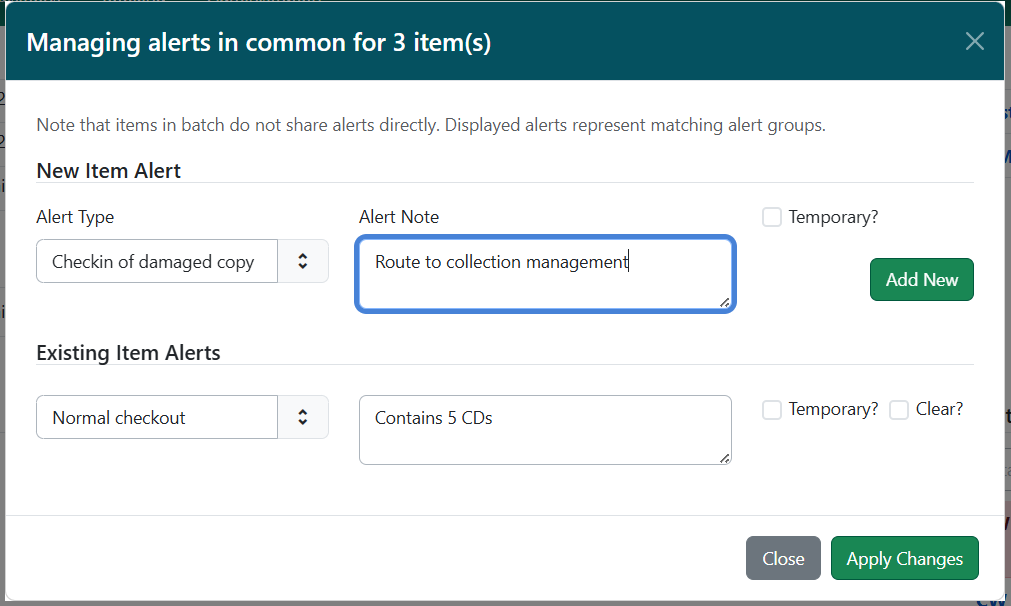 Managing alerts in common for 3 item(s)
Note that items in batch do not share alerts directly. Displayed alerts represent matching alert groups.
New Item Alert
Alert Type
Alert Note
Temporary?
Checkin of damaged copy
Route to collection management
Add New
Existing Item Alerts
Normal checkout
Contains 5 CDs
Temporary?
Clear?
Close
Apply Changes